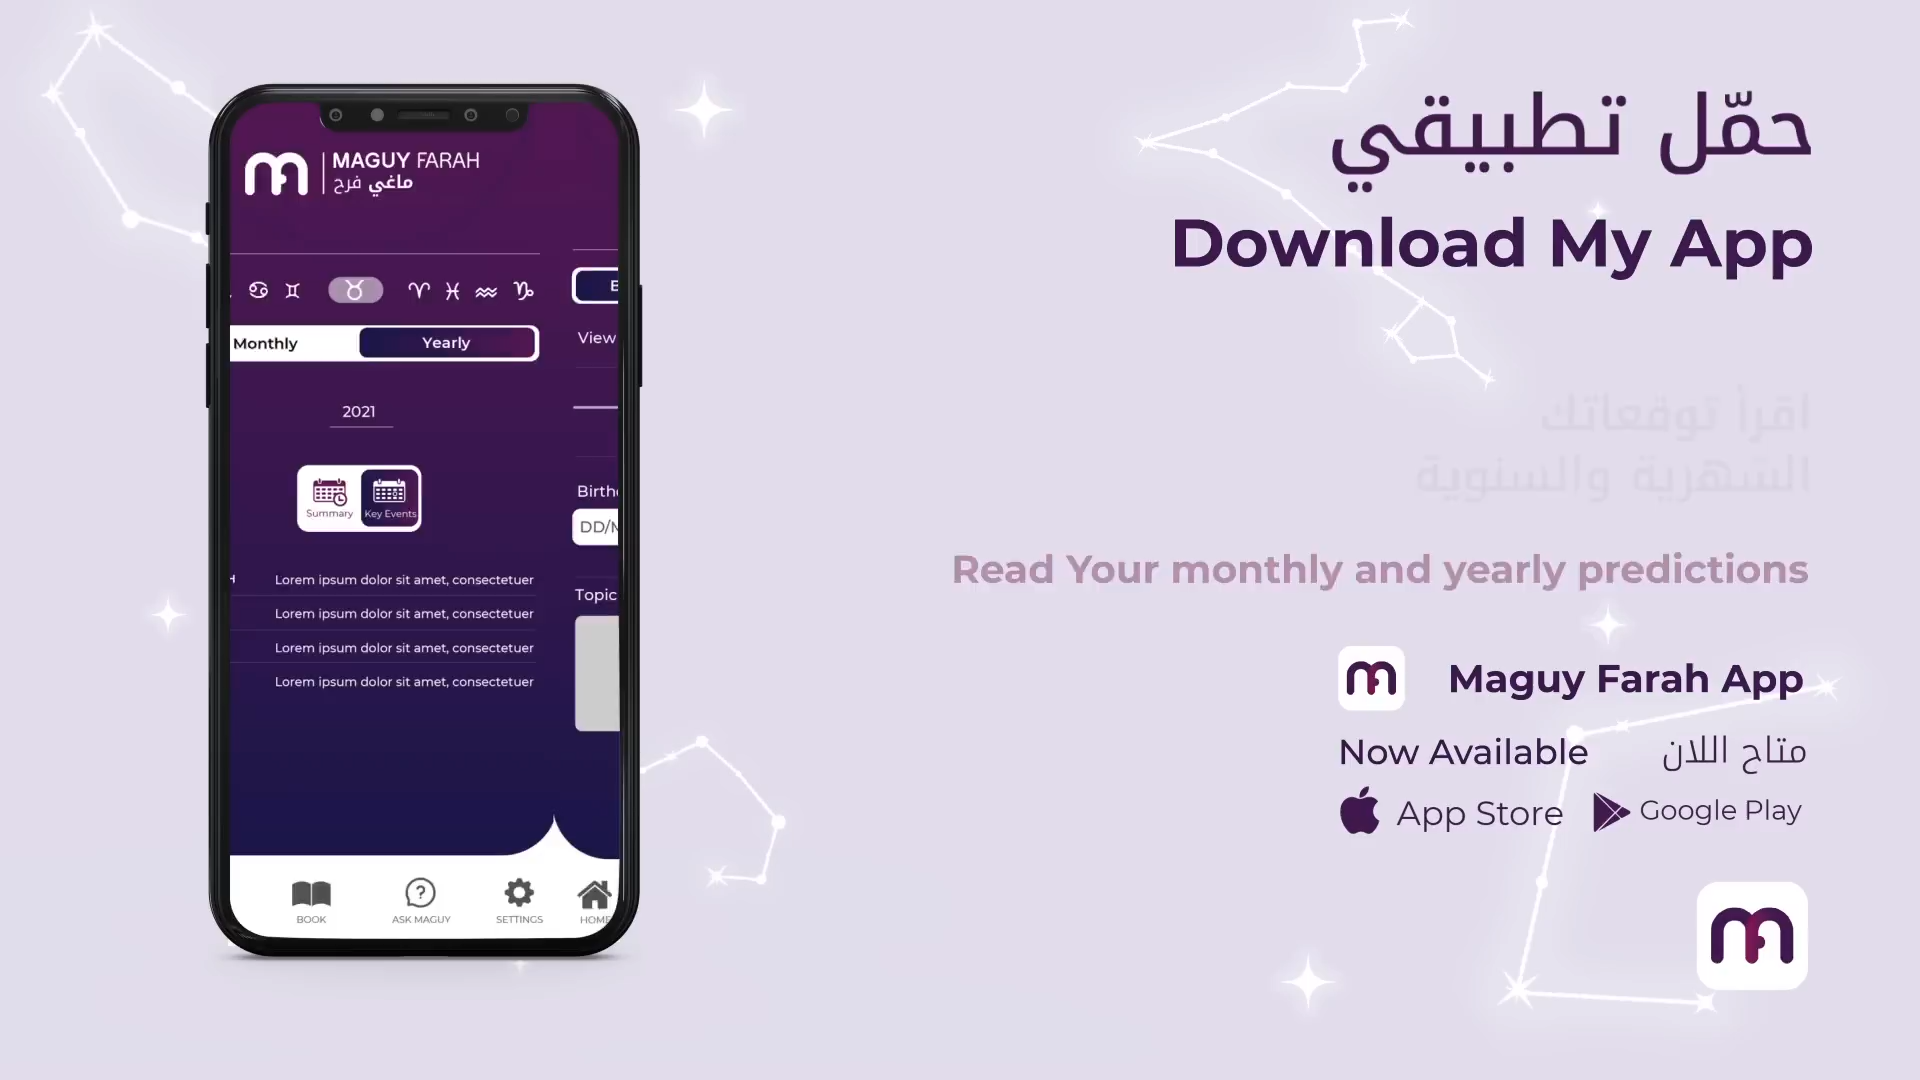 MAGUY FARAH
ماغي فرح
Monthly
Yearly
View
2021
Summary
Key Events
Birth
DD/M
Lorem ipsum dolor sit amet, consectetuer
Lorem ipsum dolor sit amet, consectetuer
Lorem ipsum dolor sit amet, consectetuer
Lorem ipsum dolor sit amet, consectetuer
Topic
BOOK
ASK MAGUY
SETTINGS
HOME
حمّل تطبيقي
Download My App
اقرأ توقعاتك
الشهرية والسنوية
Read Your monthly and yearly predictions
Maguy Farah App
Now Available
متاح اللان
App Store
Google Play